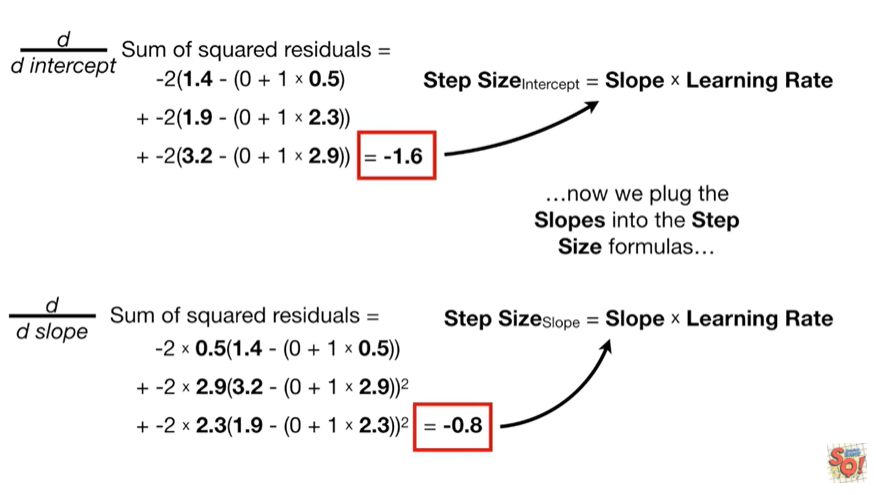 d
d intercept
Sum of squared residuals =
-2(1.4 - (0 + 1 × 0.5)
+ -2(1.9 - (0 + 1 × 2.3))
+ -2(3.2 - (0 + 1 × 2.9)) = -1.6
Step SizeIntercept = Slope × Learning Rate
…now we plug the
Slopes into the Step
Size formulas…
d
d slope
Sum of squared residuals =
-2 × 0.5(1.4 - (0 + 1 × 0.5))
+ -2 × 2.9(3.2 - (0 + 1 × 2.9))²
+ -2 × 2.3(1.9 - (0 + 1 × 2.3))² = -0.8
Step SizeSlope = Slope × Learning Rate
SQ!